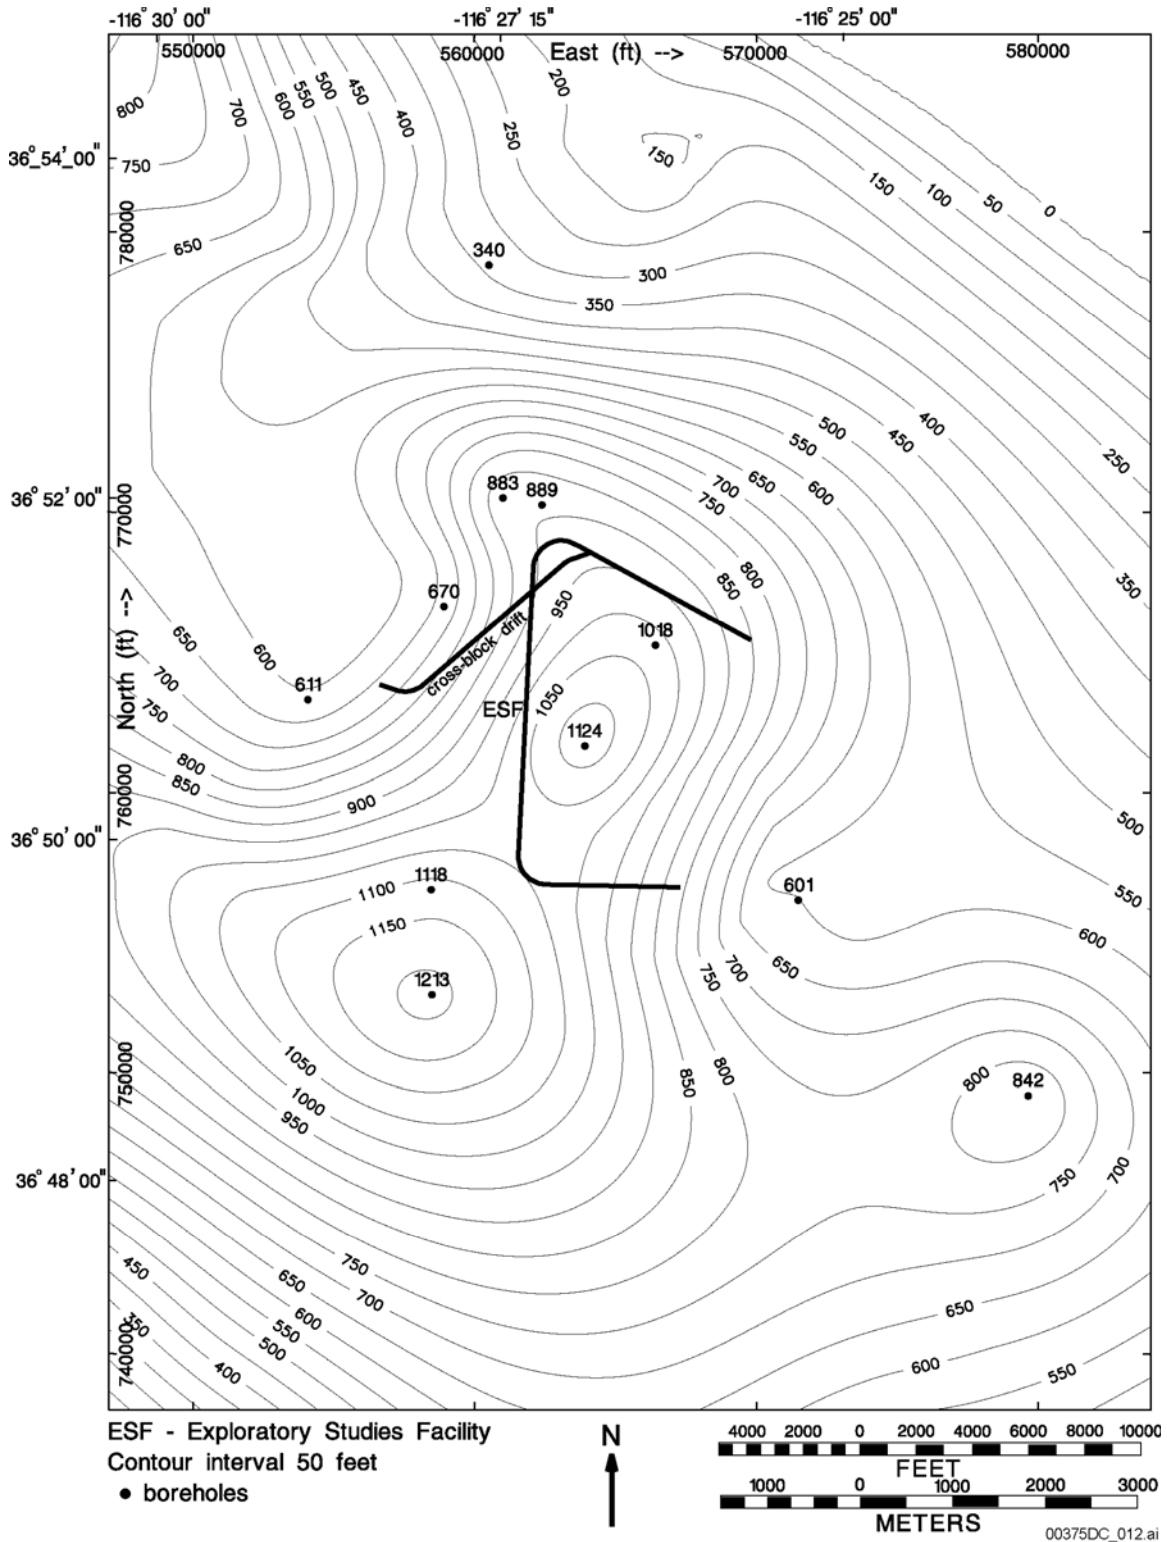 -116° 30' 00" -116° 27' 15" -116° 25' 00"
550000 560000 East (ft) --> 570000 580000
800 700 600 550 500 450 400 250 200
150
36°_54' 00"
750
150 100 50 0
780000
650
340
300
350
400
450
500
550
250
36° 52' 00"
770000
883 889
700 650 600
750
800
850
350
670
950
North (ft) -->
cross-block drift
1018
650
600
611
700
750
1050
ESF
1124
800
850
900
760000
500
36° 50' 00"
1118
1100
601
550
1150
600
1213
750 700 650
1050
1000
950
750000
850 800
800 842
36° 48' 00"
750 700
450
650
750
700
600
550
500
350
400
740000
650
600
550
ESF - Exploratory Studies Facility
Contour interval 50 feet
● boreholes
N
4000 2000 0 2000 4000 6000 8000 10000
FEET
1000 0 1000 2000 3000
METERS
00375DC_012.ai